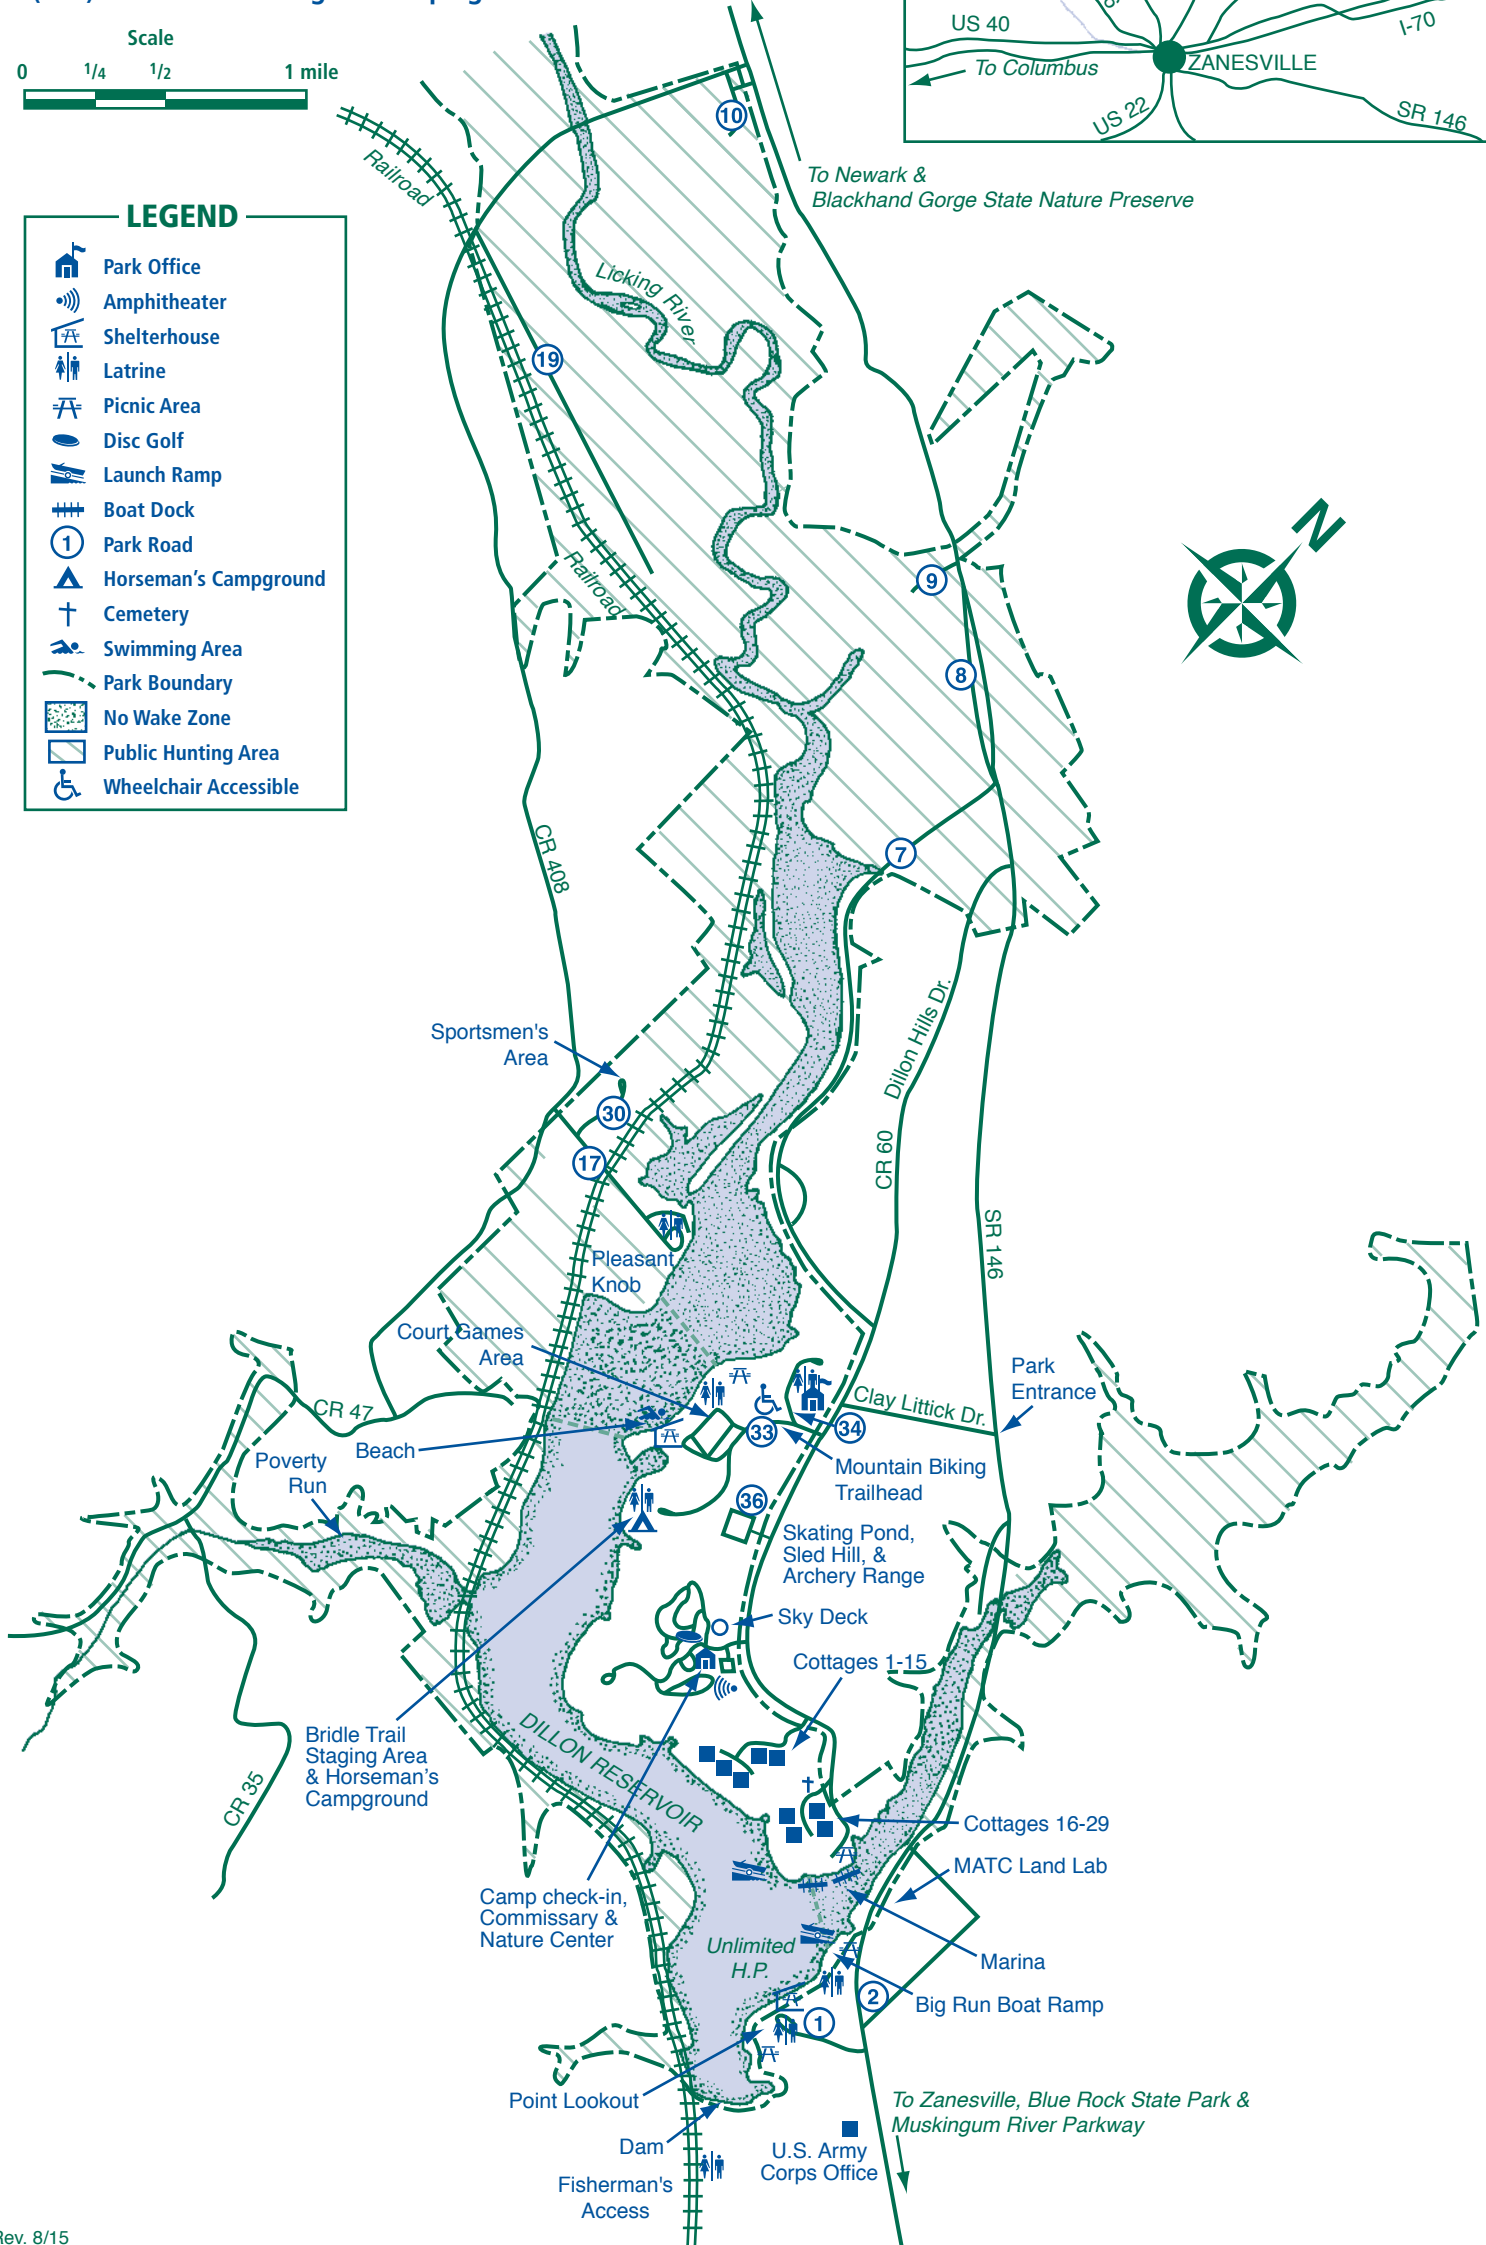 Scale
0 1/4 1/2 1 mile
US 40
I-70
To Columbus
ZANESVILLE
US 22
SR 146
10
To Newark &
Blackhand Gorge State Nature Preserve
Railroad
LEGEND
Park Office
Amphitheater
Shelterhouse
Latrine
Picnic Area
Disc Golf
Launch Ramp
Boat Dock
1 Park Road
Horseman's Campground
Cemetery
Swimming Area
Park Boundary
No Wake Zone
Public Hunting Area
Wheelchair Accessible
Licking River
19
N
Railroad
9
8
CR 408
7
Dillon Hills Dr.
Sportsmen's
Area
30
17
CR 60
SR 146
Pleasant
Knob
Court Games
Area
Park
Entrance
CR 47
Clay Littick Dr.
33
34
Beach
Poverty
Run
Mountain Biking
Trailhead
36
Skating Pond,
Sled Hill, &
Archery Range
Sky Deck
Cottages 1-15
Bridle Trail
Staging Area
& Horseman's
Campground
DILLON RESERVOIR
CR 35
Cottages 16-29
MATC Land Lab
Camp check-in,
Commissary &
Nature Center
Unlimited
H.P.
Marina
2
Big Run Boat Ramp
1
Point Lookout
To Zanesville, Blue Rock State Park &
Muskingum River Parkway
Dam
U.S. Army
Corps Office
Fisherman's
Access
Rev. 8/15